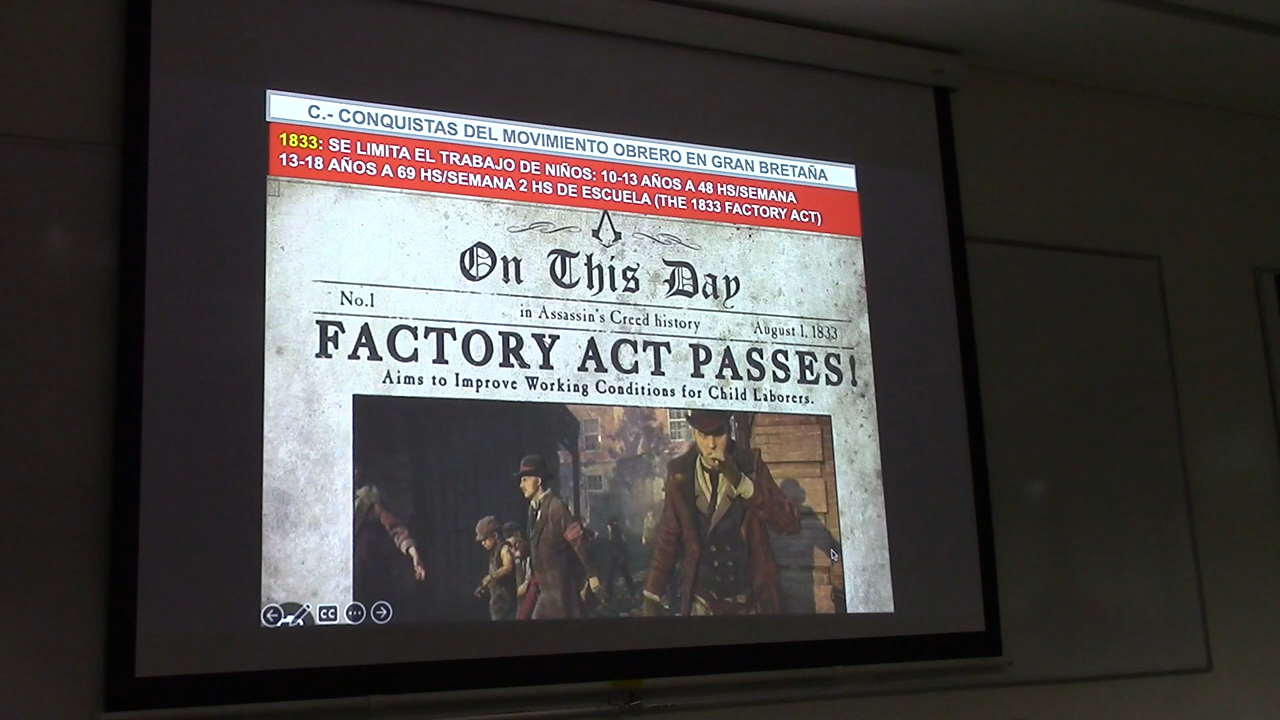 C.- CONQUISTAS DEL MOVIMIENTO OBRERO EN GRAN BRETAÑA
1833: SE LIMITA EL TRABAJO DE NIÑOS: 10-13 AÑOS A 48 HS/SEMANA
13-18 AÑOS A 69 HS/SEMANA 2 HS DE ESCUELA (THE 1833 FACTORY ACT)
On This Day
No.1 in Assassin's Creed history August 1, 1833
FACTORY ACT PASSES!
Aims to Improve Working Conditions for Child Laborers.
CC